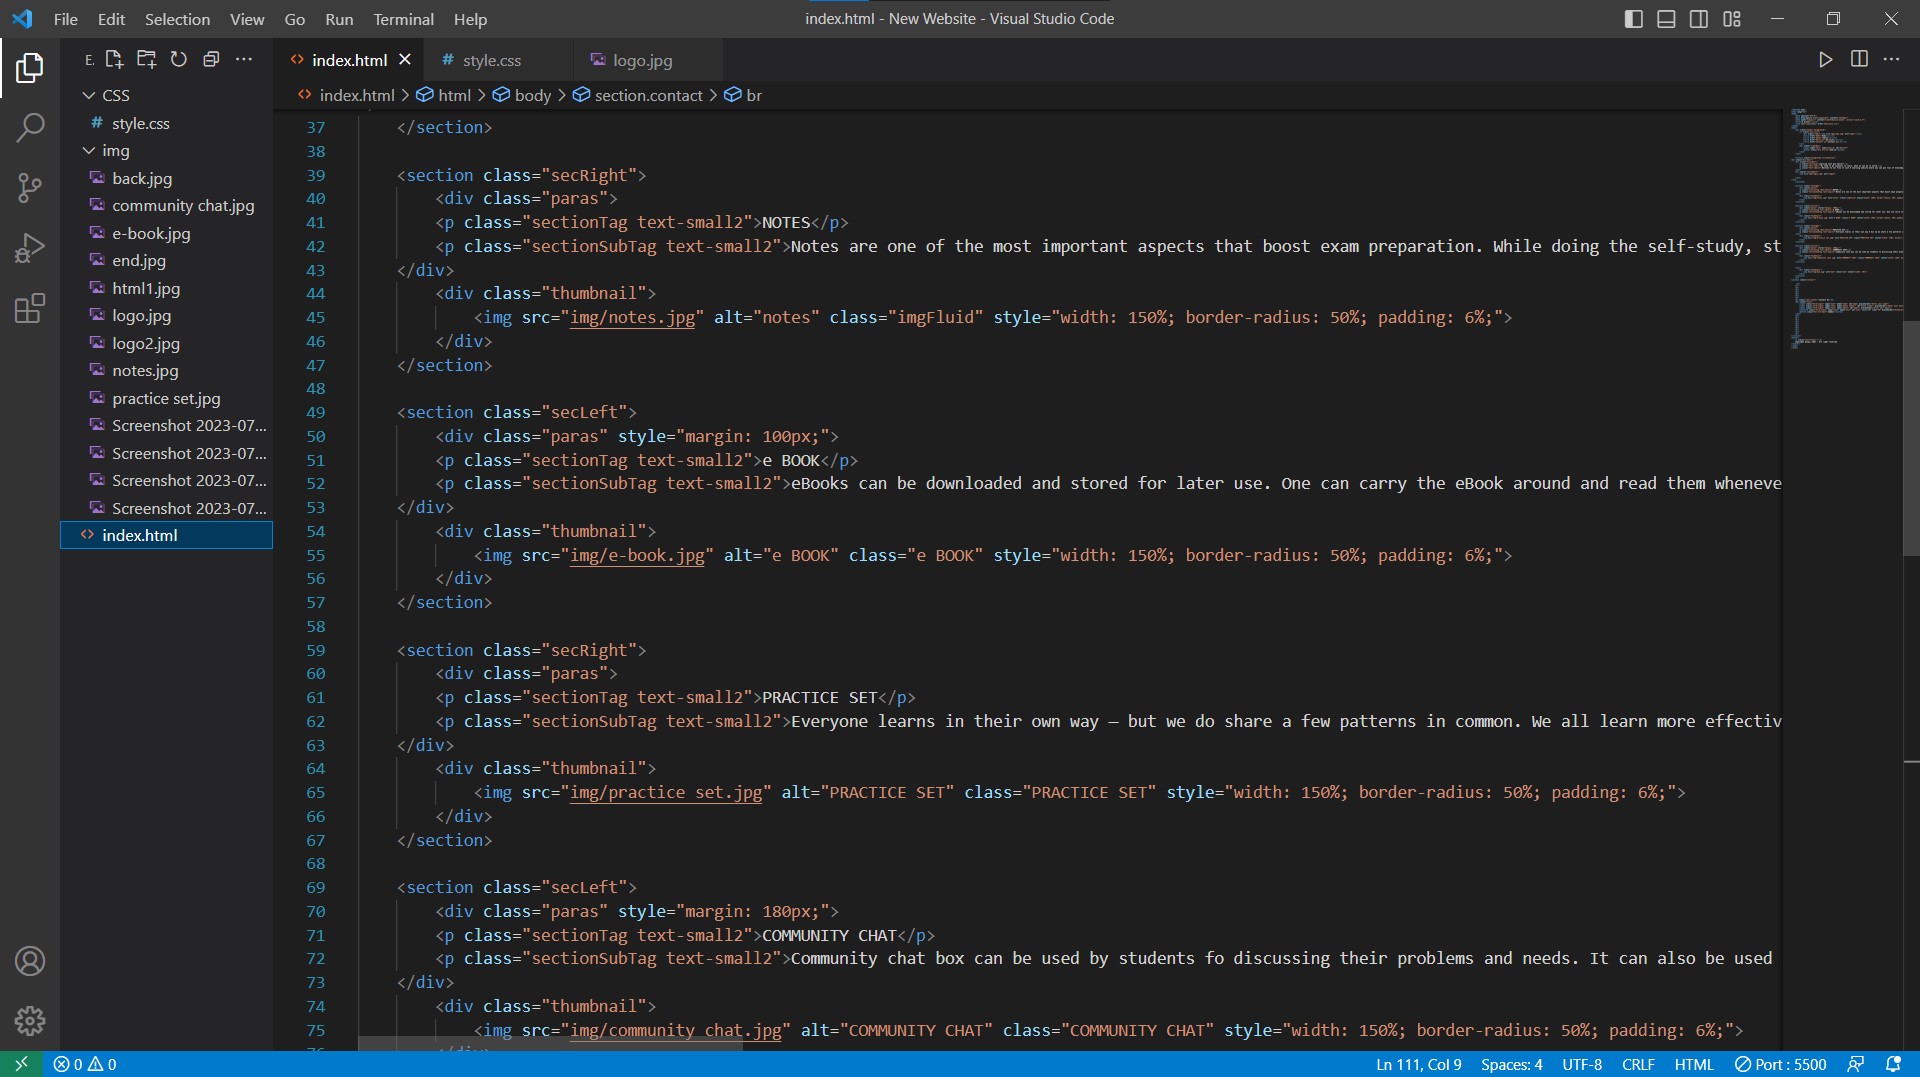 File Edit Selection View Go Run Terminal Help
index.html - New Website - Visual Studio Code
E.
index.html
# style.css
logo.jpg
index.html > html > body > section.contact > br
CSS
# style.css
img
back.jpg
community chat.jpg
e-book.jpg
end.jpg
html1.jpg
logo.jpg
logo2.jpg
notes.jpg
practice set.jpg
Screenshot 2023-07...
Screenshot 2023-07...
Screenshot 2023-07...
Screenshot 2023-07...
index.html
37 </section>
38
39 <section class="secRight">
40 <div class="paras">
41 <p class="sectionTag text-small2">NOTES</p>
42 <p class="sectionSubTag text-small2">Notes are one of the most important aspects that boost exam preparation. While doing the self-study, st
43 </div>
44 <div class="thumbnail">
45 <img src="img/notes.jpg" alt="notes" class="imgFluid" style="width: 150%; border-radius: 50%; padding: 6%;">
46 </div>
47 </section>
48
49 <section class="secLeft">
50 <div class="paras" style="margin: 100px;">
51 <p class="sectionTag text-small2">e BOOK</p>
52 <p class="sectionSubTag text-small2">eBooks can be downloaded and stored for later use. One can carry the eBook around and read them wheneve
53 </div>
54 <div class="thumbnail">
55 <img src="img/e-book.jpg" alt="e BOOK" class="e BOOK" style="width: 150%; border-radius: 50%; padding: 6%;">
56 </div>
57 </section>
58
59 <section class="secRight">
60 <div class="paras">
61 <p class="sectionTag text-small2">PRACTICE SET</p>
62 <p class="sectionSubTag text-small2">Everyone learns in their own way – but we do share a few patterns in common. We all learn more effectiv
63 </div>
64 <div class="thumbnail">
65 <img src="img/practice set.jpg" alt="PRACTICE SET" class="PRACTICE SET" style="width: 150%; border-radius: 50%; padding: 6%;">
66 </div>
67 </section>
68
69 <section class="secLeft">
70 <div class="paras" style="margin: 180px;">
71 <p class="sectionTag text-small2">COMMUNITY CHAT</p>
72 <p class="sectionSubTag text-small2">Community chat box can be used by students fo discussing their problems and needs. It can also be used
73 </div>
74 <div class="thumbnail">
75 <img src="img/community chat.jpg" alt="COMMUNITY CHAT" class="COMMUNITY CHAT" style="width: 150%; border-radius: 50%; padding: 6%;">
0 0
Ln 111, Col 9 Spaces: 4 UTF-8 CRLF HTML Port : 5500